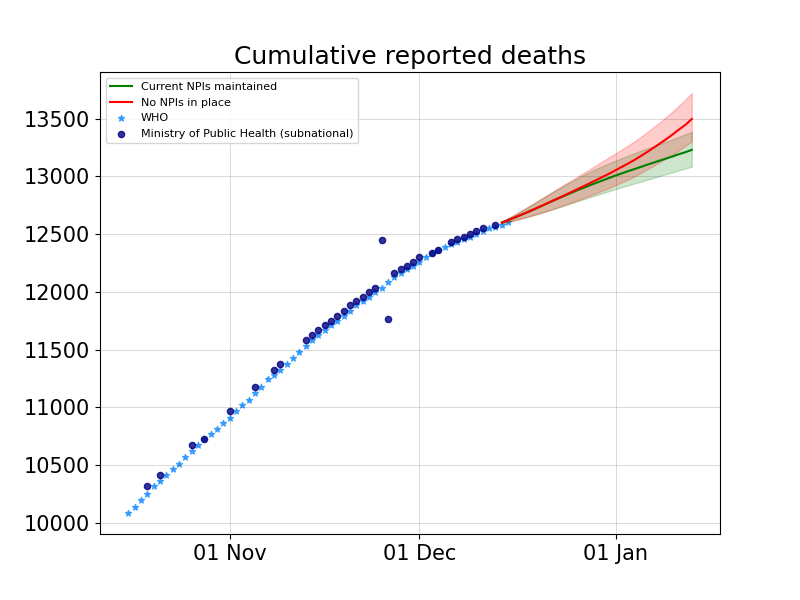 Cumulative reported deaths
Current NPIs maintained
No NPIs in place
WHO
Ministry of Public Health (subnational)
13500
13000
12500
12000
11500
11000
10500
10000
01 Nov
01 Dec
01 Jan